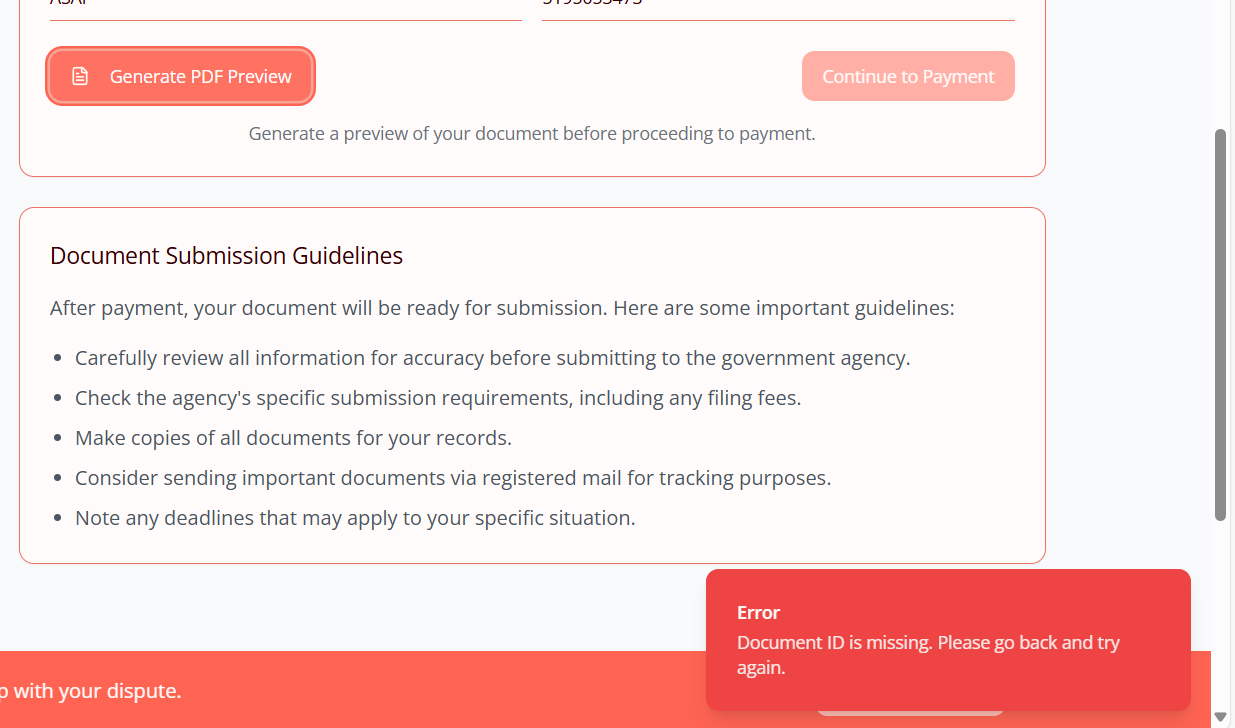 Generate PDF Preview
Continue to Payment
Generate a preview of your document before proceeding to payment.
Document Submission Guidelines
After payment, your document will be ready for submission. Here are some important guidelines:
Carefully review all information for accuracy before submitting to the government agency.
Check the agency's specific submission requirements, including any filing fees.
Make copies of all documents for your records.
Consider sending important documents via registered mail for tracking purposes.
Note any deadlines that may apply to your specific situation.
Error
Document ID is missing. Please go back and try
again.
with your dispute.